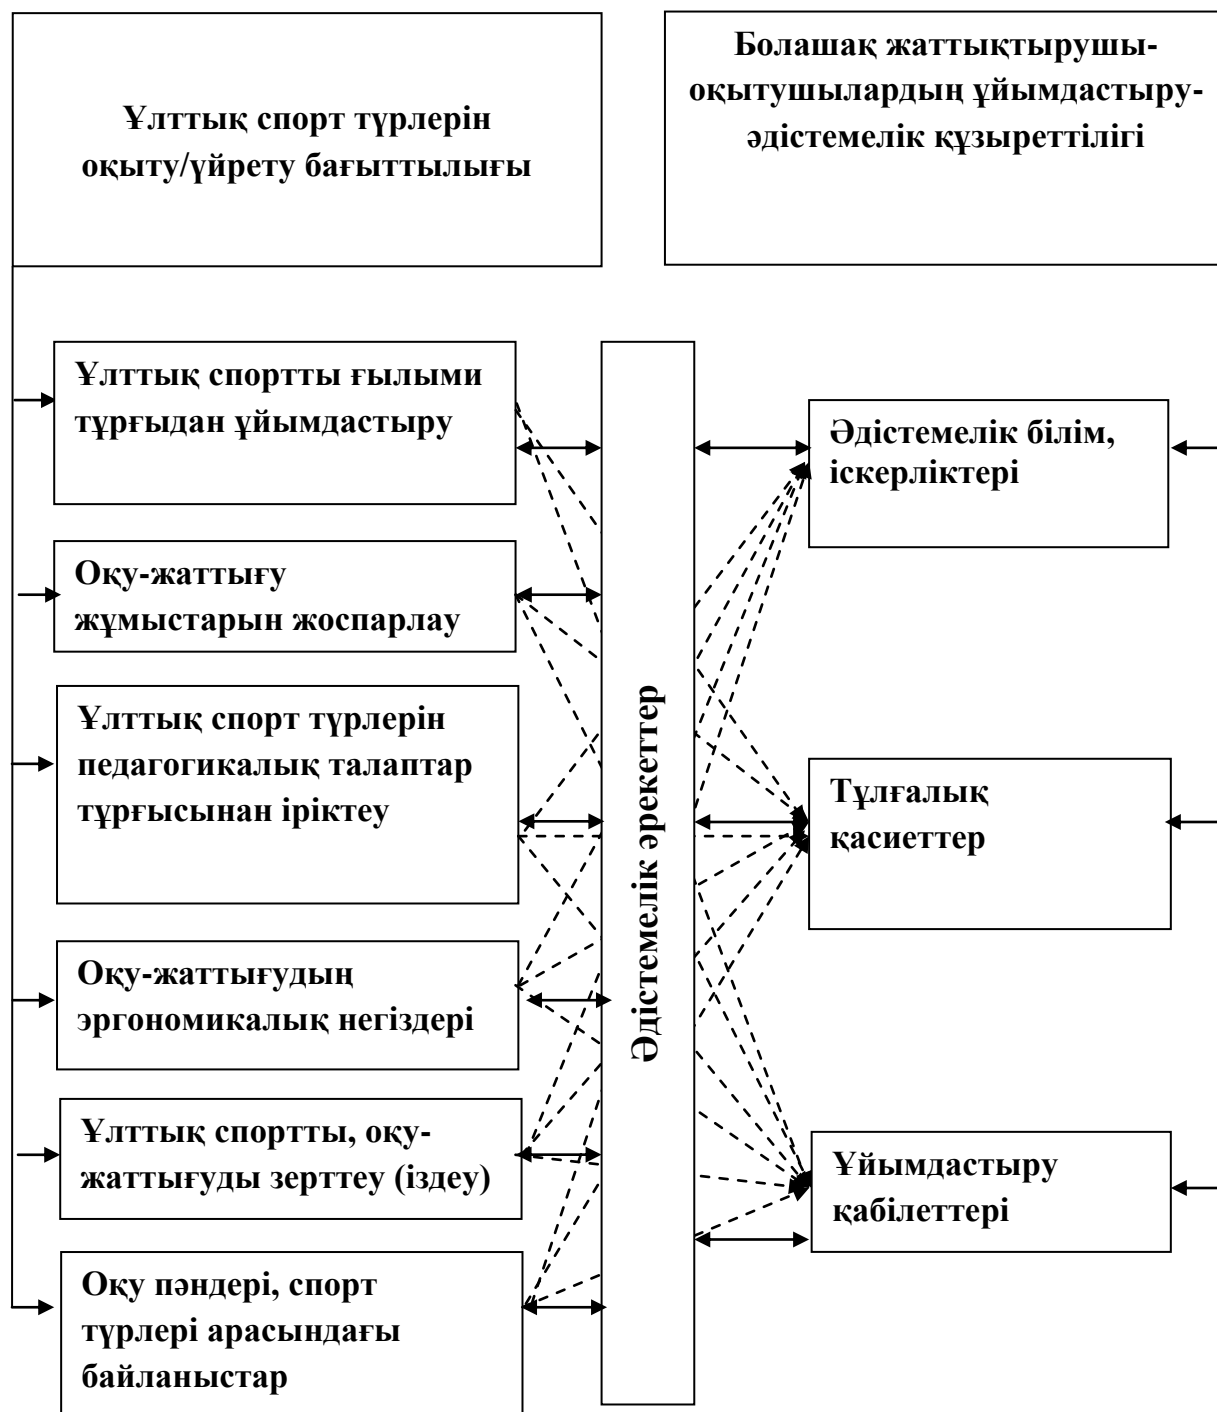 Ұлттық спорт түрлерін
оқыту/үйрету бағыттылығы
Болашақ жаттықтырушы-
оқытушылардың ұйымдастыру-
әдістемелік құзыреттілігі
Ұлттық спортты ғылыми
тұрғыдан ұйымдастыру
Оқу-жаттығу
жұмыстарын жоспарлау
Ұлттық спорт түрлерін
педагогикалық талаптар
тұрғысынан іріктеу
Оқу-жаттығудың
эргономикалық негіздері
Ұлттық спортты, оқу-
жаттығуды зерттеу (іздеу)
Оқу пәндері, спорт
түрлері арасындағы
байланыстар
Әдістемелік әрекеттер
Әдістемелік білім,
іскерліктері
Тұлғалық
қасиеттер
Ұйымдастыру
қабілеттері